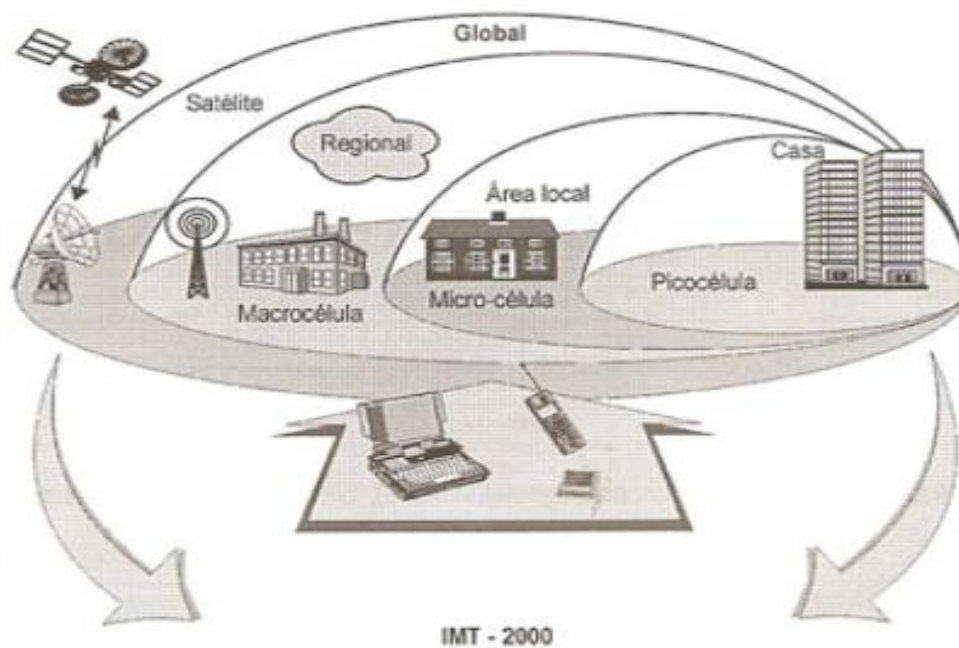 Global
Satélite
Regional
Casa
Área local
Picocélula
Macrocélula
Micro-célula
IMT - 2000